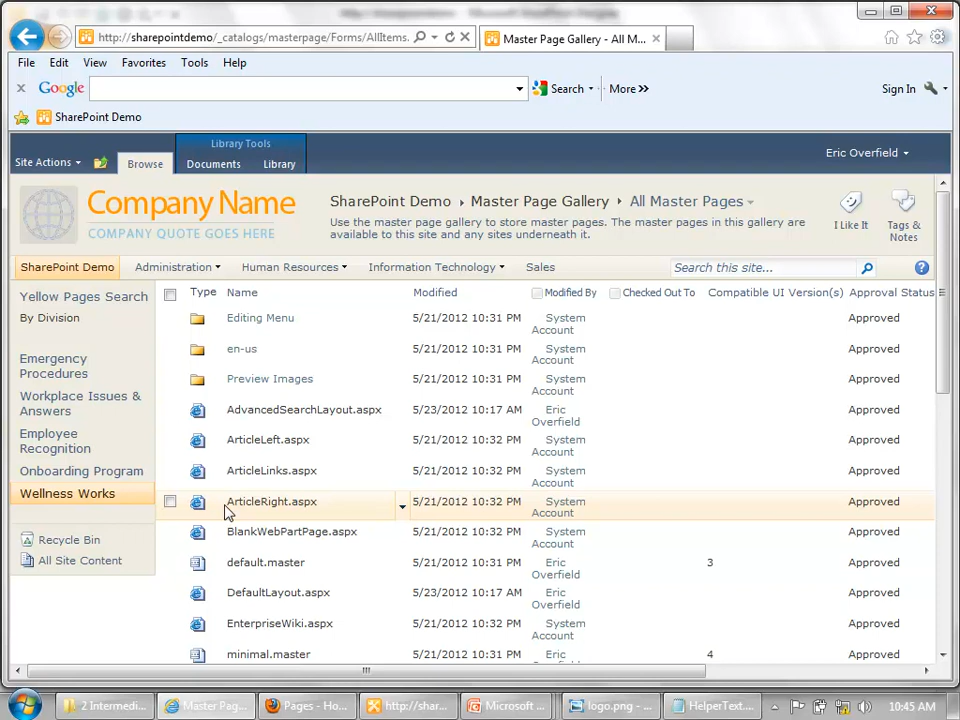 http://sharepointdemo/_catalogs/masterpage/Forms/AllItems.
Master Page Gallery - All M...
File Edit View Favorites Tools Help
Google Search More >> Sign In
SharePoint Demo
Library Tools
Site Actions Browse Documents Library Eric Overfield
Company Name
COMPANY QUOTE GOES HERE
SharePoint Demo Master Page Gallery All Master Pages
Use the master page gallery to store master pages. The master pages in this gallery are
available to this site and any sites underneath it.
I Like It
Tags &
Notes
SharePoint Demo Administration Human Resources Information Technology Sales Search this site...
Yellow Pages Search
By Division
Emergency
Procedures
Workplace Issues &
Answers
Employee
Recognition
Onboarding Program
Wellness Works
Recycle Bin
All Site Content
Type Name Modified Modified By Checked Out To Compatible UI Version(s) Approval Status
Editing Menu 5/21/2012 10:31 PM System Account Approved
en-us 5/21/2012 10:31 PM System Account Approved
Preview Images 5/21/2012 10:31 PM System Account Approved
AdvancedSearchLayout.aspx 5/23/2012 10:17 AM Eric Overfield Approved
ArticleLeft.aspx 5/21/2012 10:32 PM System Account Approved
ArticleLinks.aspx 5/21/2012 10:32 PM System Account Approved
ArticleRight.aspx 5/21/2012 10:32 PM System Account Approved
BlankWebPartPage.aspx 5/21/2012 10:32 PM System Account Approved
default.master 5/21/2012 10:31 PM Eric Overfield 3 Approved
DefaultLayout.aspx 5/23/2012 10:17 AM Eric Overfield Approved
EnterpriseWiki.aspx 5/21/2012 10:32 PM System Account Approved
minimal.master 5/21/2012 10:31 PM Eric 4 Approved
2 Intermedi... Master Pag... Pages - Ho... http://shar... Microsoft ... logo.png - ... HelperText... 10:45 AM